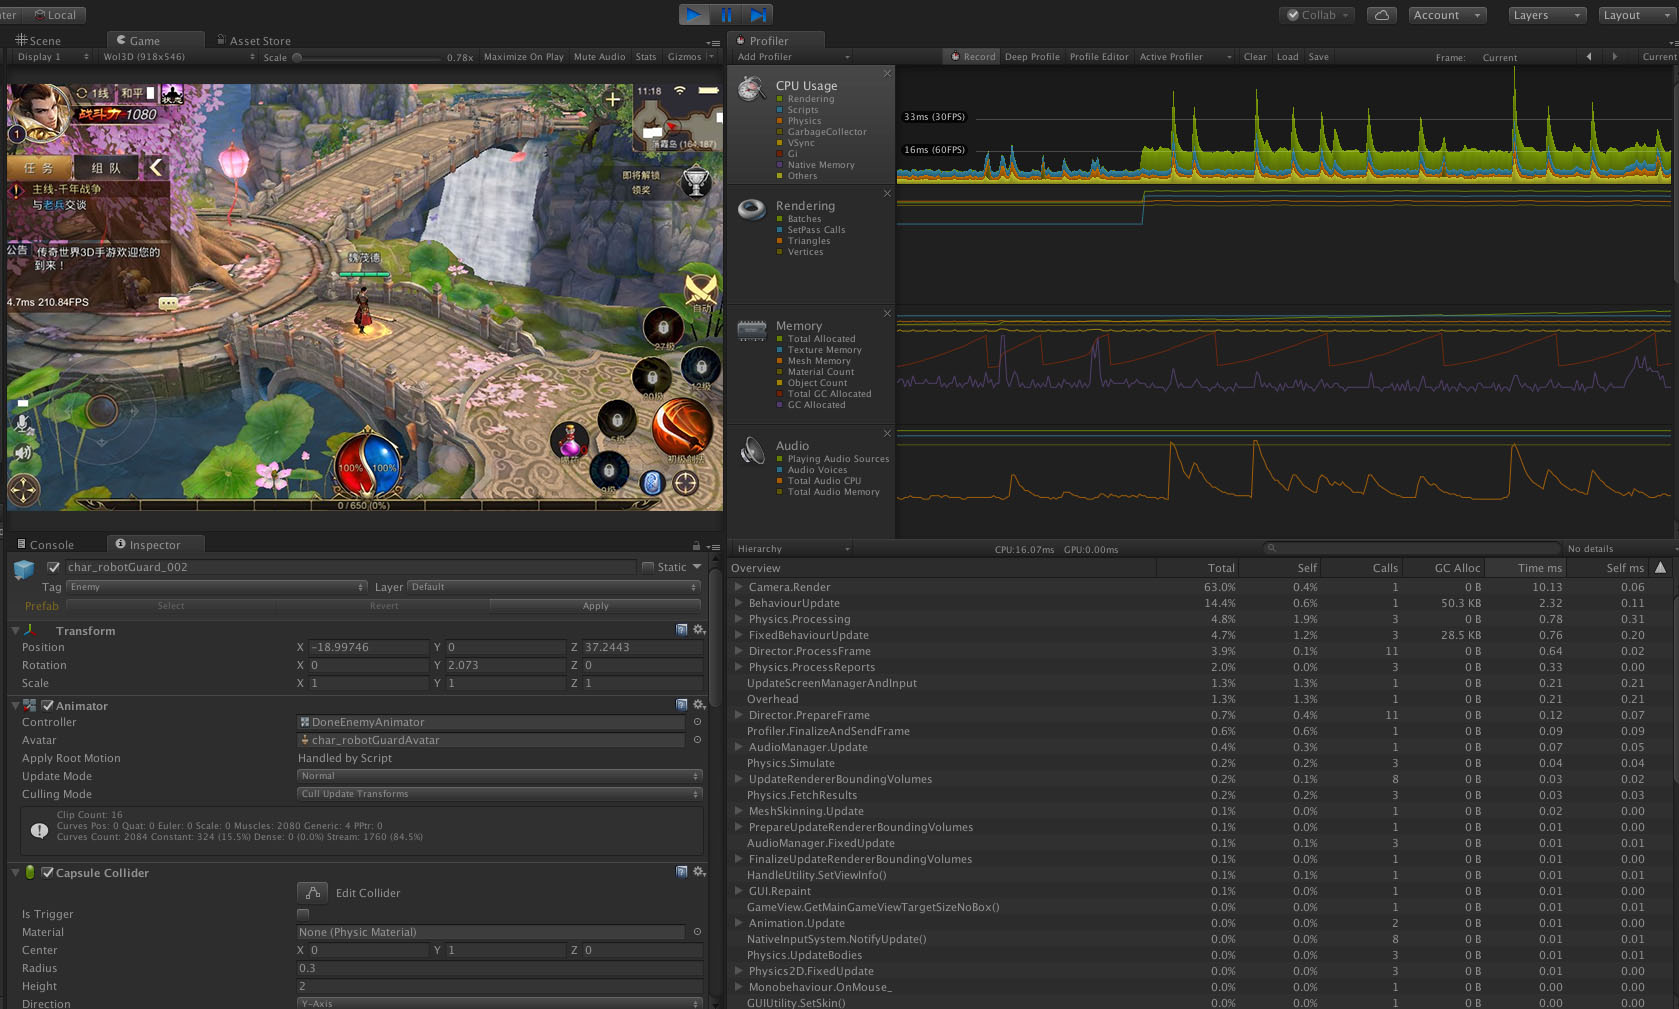 nter Local
Collab Account Layers Layout
Scene Game Asset Store
Display 1 Wol3D (918x546) Scale 0.78x Maximize On Play Mute Audio Stats Gizmos
1线 和平 状态
战斗力 1080
1
11:18
落霞岛 (164,187)
任务 组队
主线-千年战争
与老兵交谈
即将解锁
领奖
公告
传奇世界3D手游欢迎您的
到来！
魏茂德
4.7ms 210.84FPS
自动
27级
100% 100%
0 / 650(0%)
Console Inspector
char_robotGuard_002 Static
Tag Enemy Layer Default
Prefab Select Revert Apply
Transform
Position X -18.99746 Y 0 Z 37.2443
Rotation X 0 Y 2.073 Z 0
Scale X 1 Y 1 Z 1
Animator
Controller DoneEnemyAnimator
Avatar char_robotGuardAvatar
Apply Root Motion Handled by Script
Update Mode Normal
Culling Mode Cull Update Transforms
Clip Count: 16
Curves Pos: 0 Quat: 0 Euler: 0 Scale: 0 Muscles: 2080 Generic: 4 PPtr: 0
Curves Count: 2084 Constant: 324 (15.5%) Dense: 0 (0.0%) Stream: 1760 (84.5%)
Capsule Collider
Edit Collider
Is Trigger
Material None (Physic Material)
Center X 0 Y 1 Z 0
Radius 0.3
Height 2
Direction Y-Axis
Profiler
Add Profiler Record Deep Profile Profile Editor Active Profiler Clear Load Save Frame: Current Current
CPU Usage
Rendering
Scripts
Physics
GarbageCollector
VSync
Gi
Native Memory
Others
33ms (30FPS)
16ms (60FPS)
Rendering
Batches
SetPass Calls
Triangles
Vertices
Memory
Total Allocated
Texture Memory
Mesh Memory
Material Count
Object Count
Total GC Allocated
GC Allocated
Audio
Playing Audio Sources
Audio Voices
Total Audio CPU
Total Audio Memory
Hierarchy CPU:16.07ms GPU:0.00ms No details
Overview Total Self Calls GC Alloc Time ms Self ms
Camera.Render 63.0% 0.4% 1 0 B 10.13 0.06
BehaviourUpdate 14.4% 0.6% 1 50.3 KB 2.32 0.11
Physics.Processing 4.8% 1.9% 3 0 B 0.78 0.31
FixedBehaviourUpdate 4.7% 1.2% 3 28.5 KB 0.76 0.20
Director.ProcessFrame 3.9% 0.1% 11 0 B 0.64 0.02
Physics.ProcessReports 2.0% 0.0% 3 0 B 0.33 0.00
UpdateScreenManagerAndInput 1.3% 1.3% 1 0 B 0.21 0.21
Overhead 1.3% 1.3% 1 0 B 0.21 0.21
Director.PrepareFrame 0.7% 0.4% 11 0 B 0.12 0.07
Profiler.FinalizeAndSendFrame 0.6% 0.6% 1 0 B 0.09 0.09
AudioManager.Update 0.4% 0.3% 1 0 B 0.07 0.05
Physics.Simulate 0.2% 0.2% 3 0 B 0.04 0.04
UpdateRendererBoundingVolumes 0.2% 0.1% 8 0 B 0.03 0.02
Physics.FetchResults 0.2% 0.2% 3 0 B 0.03 0.03
MeshSkinning.Update 0.1% 0.0% 1 0 B 0.02 0.00
PrepareUpdateRendererBoundingVolumes 0.1% 0.0% 1 0 B 0.01 0.00
AudioManager.FixedUpdate 0.1% 0.1% 3 0 B 0.01 0.01
FinalizeUpdateRendererBoundingVolumes 0.1% 0.0% 1 0 B 0.01 0.00
HandleUtility.SetViewInfo() 0.1% 0.1% 1 0 B 0.01 0.01
GUI.Repaint 0.1% 0.0% 1 0 B 0.01 0.00
GameView.GetMainGameViewTargetSizeNoBox() 0.0% 0.0% 1 0 B 0.01 0.01
Animation.Update 0.0% 0.0% 2 0 B 0.01 0.00
NativeInputSystem.NotifyUpdate() 0.0% 0.0% 8 0 B 0.01 0.01
Physics.UpdateBodies 0.0% 0.0% 3 0 B 0.01 0.01
Physics2D.FixedUpdate 0.0% 0.0% 3 0 B 0.01 0.00
Monobehaviour.OnMouse_ 0.0% 0.0% 1 0 B 0.00 0.00
GUIUtility.SetSkin() 0.0% 0.0% 1 0 B 0.00 0.00